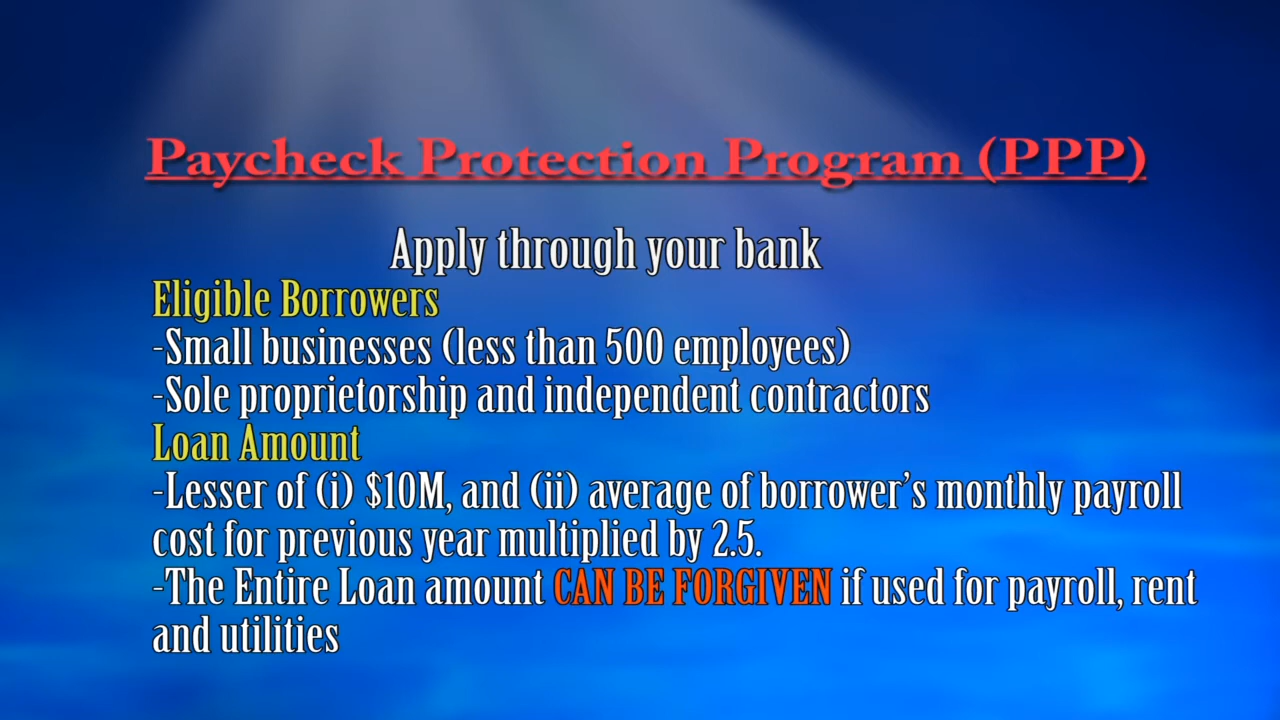 Paycheck Protection Program (PPP)
Apply through your bank
Eligible Borrowers
-Small businesses (less than 500 employees)
-Sole proprietorship and independent contractors
Loan Amount
-Lesser of (i) $10M, and (ii) average of borrower’s monthly payroll
cost for previous year multiplied by 2.5.
-The Entire Loan amount CAN BE FORGIVEN if used for payroll, rent
and utilities